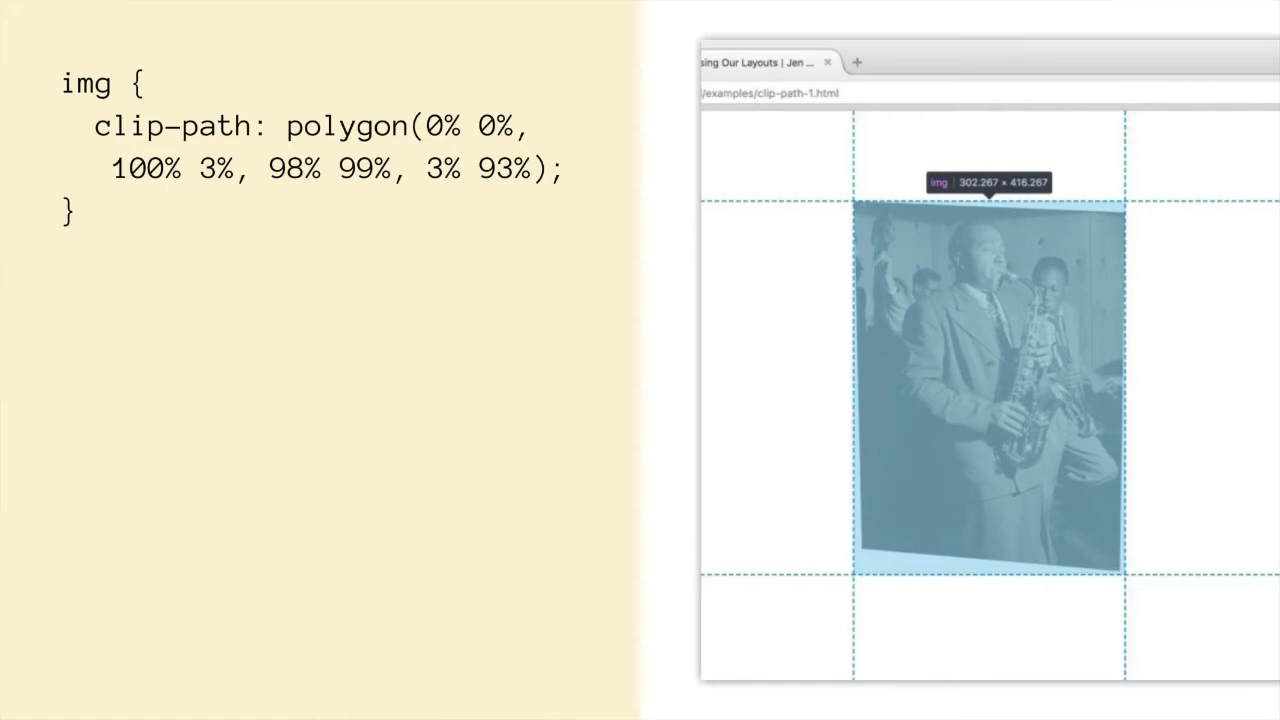 img {
clip-path: polygon(0% 0%,
100% 3%, 98% 99%, 3% 93%);
}
sing Our Layouts | Jen ... × +
/examples/clip-path-1.html
img 302.267 × 416.267